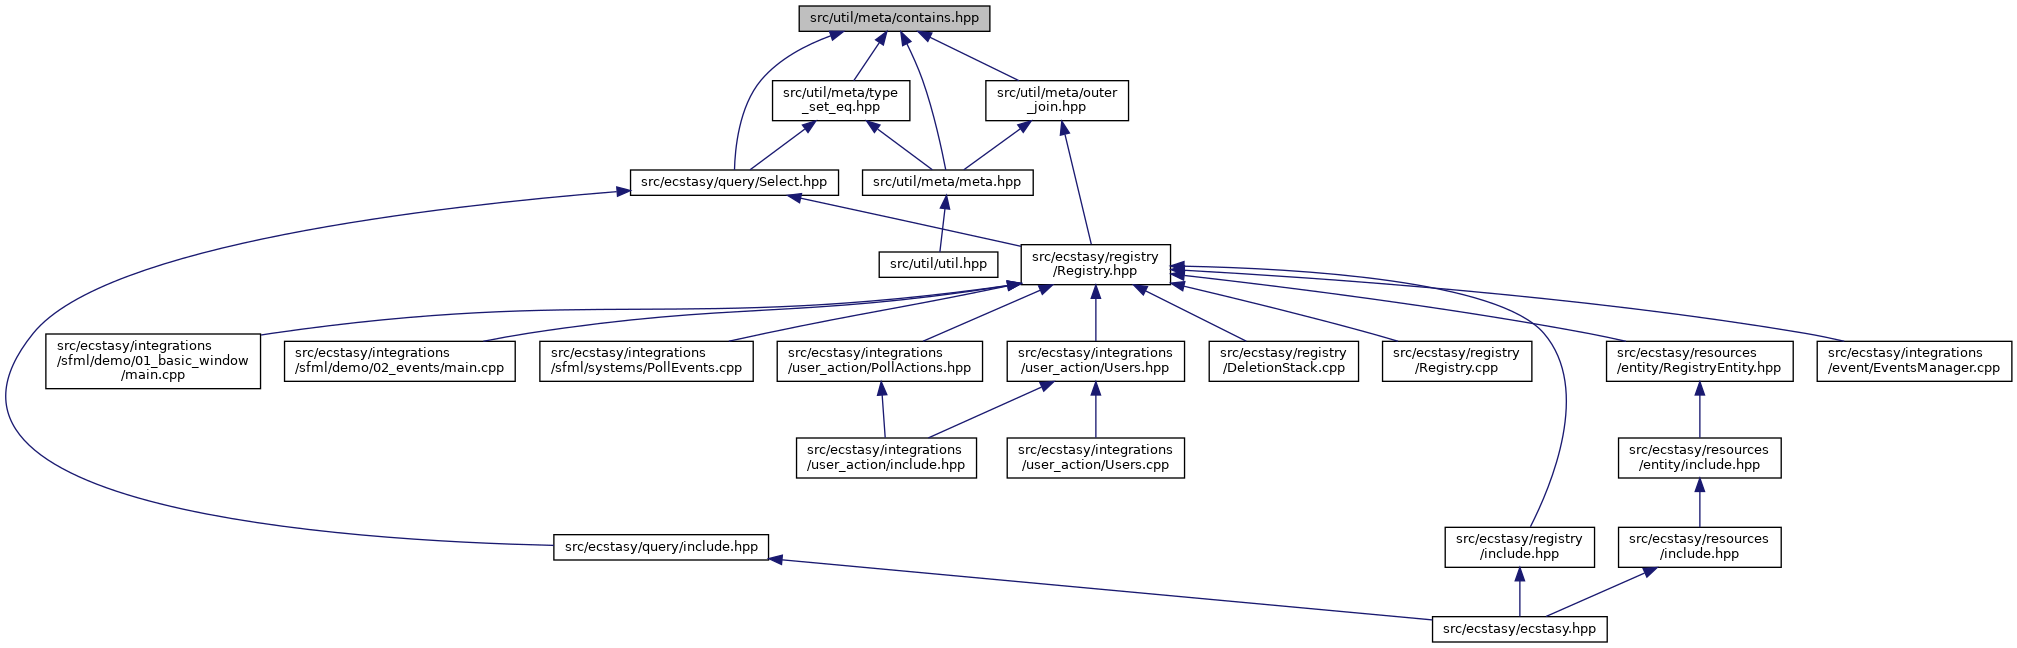 src/util/meta/contains.hpp
src/util/meta/type
_set_eq.hpp
src/util/meta/outer
_join.hpp
src/ecstasy/query/Select.hpp
src/util/meta/meta.hpp
src/util/util.hpp
src/ecstasy/registry
/Registry.hpp
src/ecstasy/integrations
/sfml/demo/01_basic_window
/main.cpp
src/ecstasy/integrations
/sfml/demo/02_events/main.cpp
src/ecstasy/integrations
/sfml/systems/PollEvents.cpp
src/ecstasy/integrations
/user_action/PollActions.hpp
src/ecstasy/integrations
/user_action/Users.hpp
src/ecstasy/registry
/DeletionStack.cpp
src/ecstasy/registry
/Registry.cpp
src/ecstasy/resources
/entity/RegistryEntity.hpp
src/ecstasy/integrations
/event/EventsManager.cpp
src/ecstasy/integrations
/user_action/include.hpp
src/ecstasy/integrations
/user_action/Users.cpp
src/ecstasy/resources
/entity/include.hpp
src/ecstasy/query/include.hpp
src/ecstasy/registry
/include.hpp
src/ecstasy/resources
/include.hpp
src/ecstasy/ecstasy.hpp